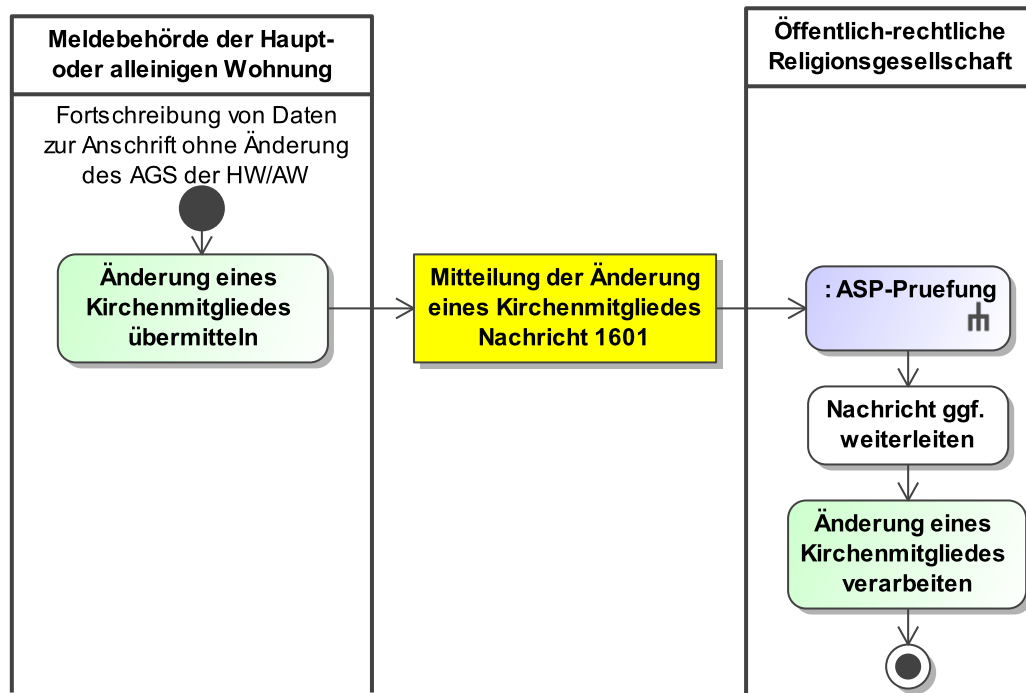 Meldebehörde der Haupt-
oder alleinigen Wohnung
Fortschreibung von Daten
zur Anschrift ohne Änderung
des AGS der HW/AW
Änderung eines
Kirchenmitgliedes
übermitteln
Mitteilung der Änderung
eines Kirchenmitgliedes
Nachricht 1601
Öffentlich-rechtliche
Religionsgesellschaft
: ASP-Pruefung
Nachricht ggf.
weiterleiten
Änderung eines
Kirchenmitgliedes
verarbeiten